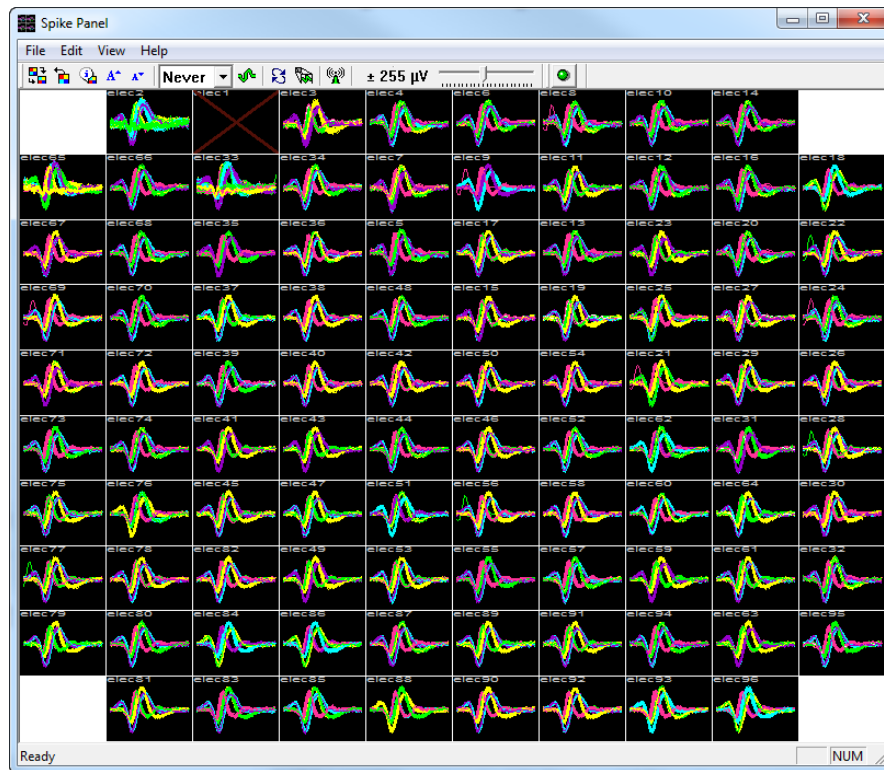 Spike Panel
File Edit View Help
A A Never ± 255 µV
elec2 elec1 elec3 elec4 elec6 elec8 elec10 elec14
elec65 elec66 elec33 elec34 elec7 elec9 elec11 elec12 elec16 elec18
elec67 elec68 elec35 elec36 elec5 elec17 elec13 elec23 elec20 elec22
elec69 elec70 elec37 elec38 elec48 elec15 elec19 elec25 elec27 elec24
elec71 elec72 elec39 elec40 elec42 elec50 elec54 elec21 elec29 elec26
elec73 elec74 elec41 elec43 elec44 elec46 elec52 elec62 elec31 elec28
elec75 elec76 elec45 elec47 elec51 elec56 elec58 elec60 elec64 elec30
elec77 elec78 elec82 elec49 elec53 elec55 elec57 elec59 elec61 elec32
elec79 elec80 elec84 elec86 elec87 elec89 elec91 elec94 elec63 elec95
elec81 elec83 elec85 elec88 elec90 elec92 elec93 elec96
Ready NUM